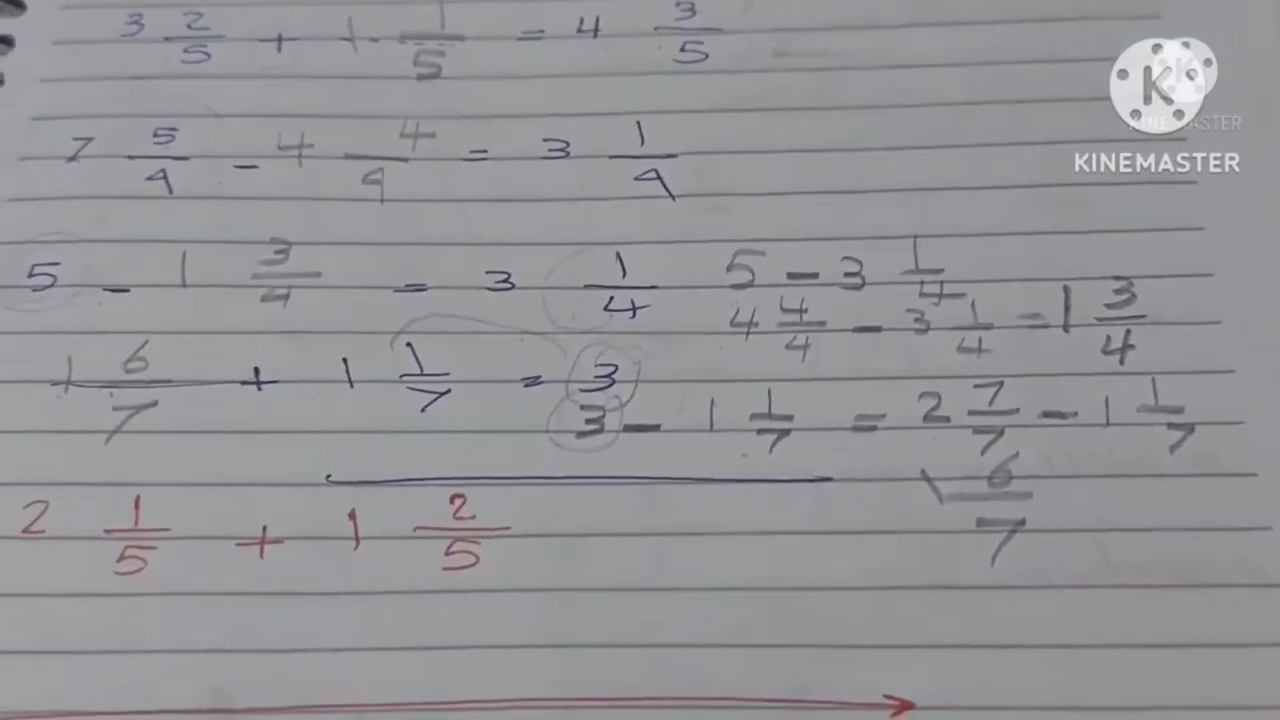 3 2/5 + 1 1/5 = 4 3/5
7 5/9 - 4 4/9 = 3 1/9
5 - 1 3/4 = 3 1/4
5 - 3 1/4
4 4/4 - 3 1/4 = 1 3/4
1 6/7 + 1 1/7 = 3
3 - 1 1/7 = 2 7/7 - 1 1/7
1 6/7
2 1/5 + 1 2/5
KINEMASTER
KINEMASTER